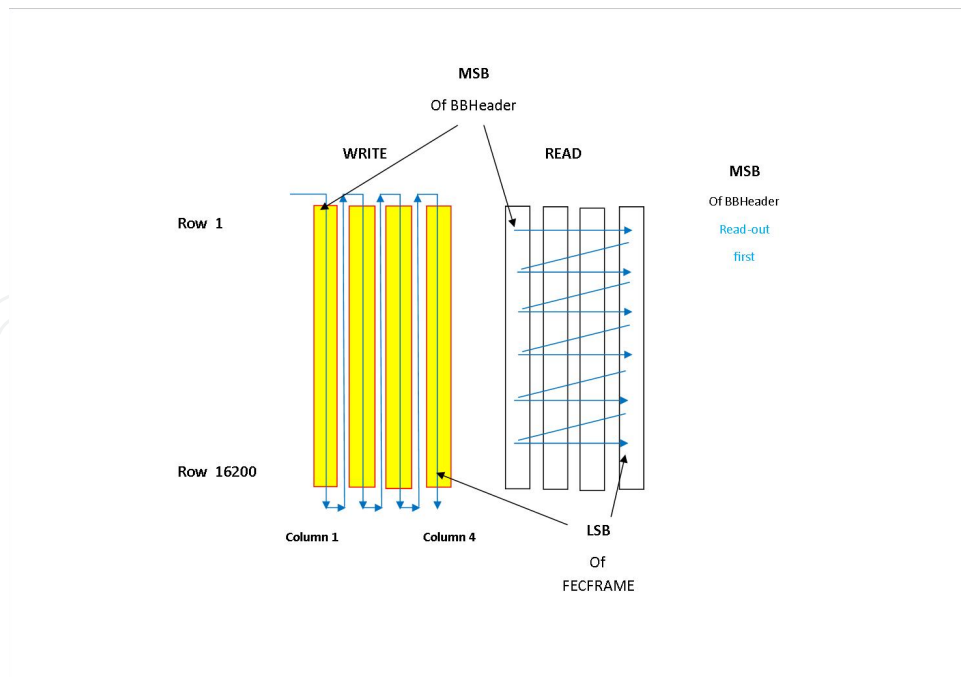 MSB
Of BBHeader
WRITE
READ
MSB
Of BBHeader
Read-out
first
Row 1
Row 16200
Column 1
Column 4
LSB
Of
FECFRAME